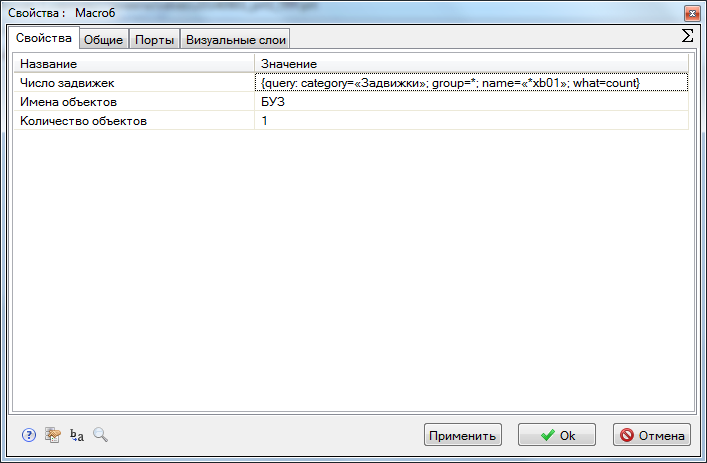 Свойства : Macro6
Свойства Общие Порты Визуальные слои Σ
Название Значение
Число задвижек {query: category=«Задвижки»; group=*; name=«*xb01»; what=count}
Имена объектов БУЗ
Количество объектов 1
? b a Применить Ok Отмена